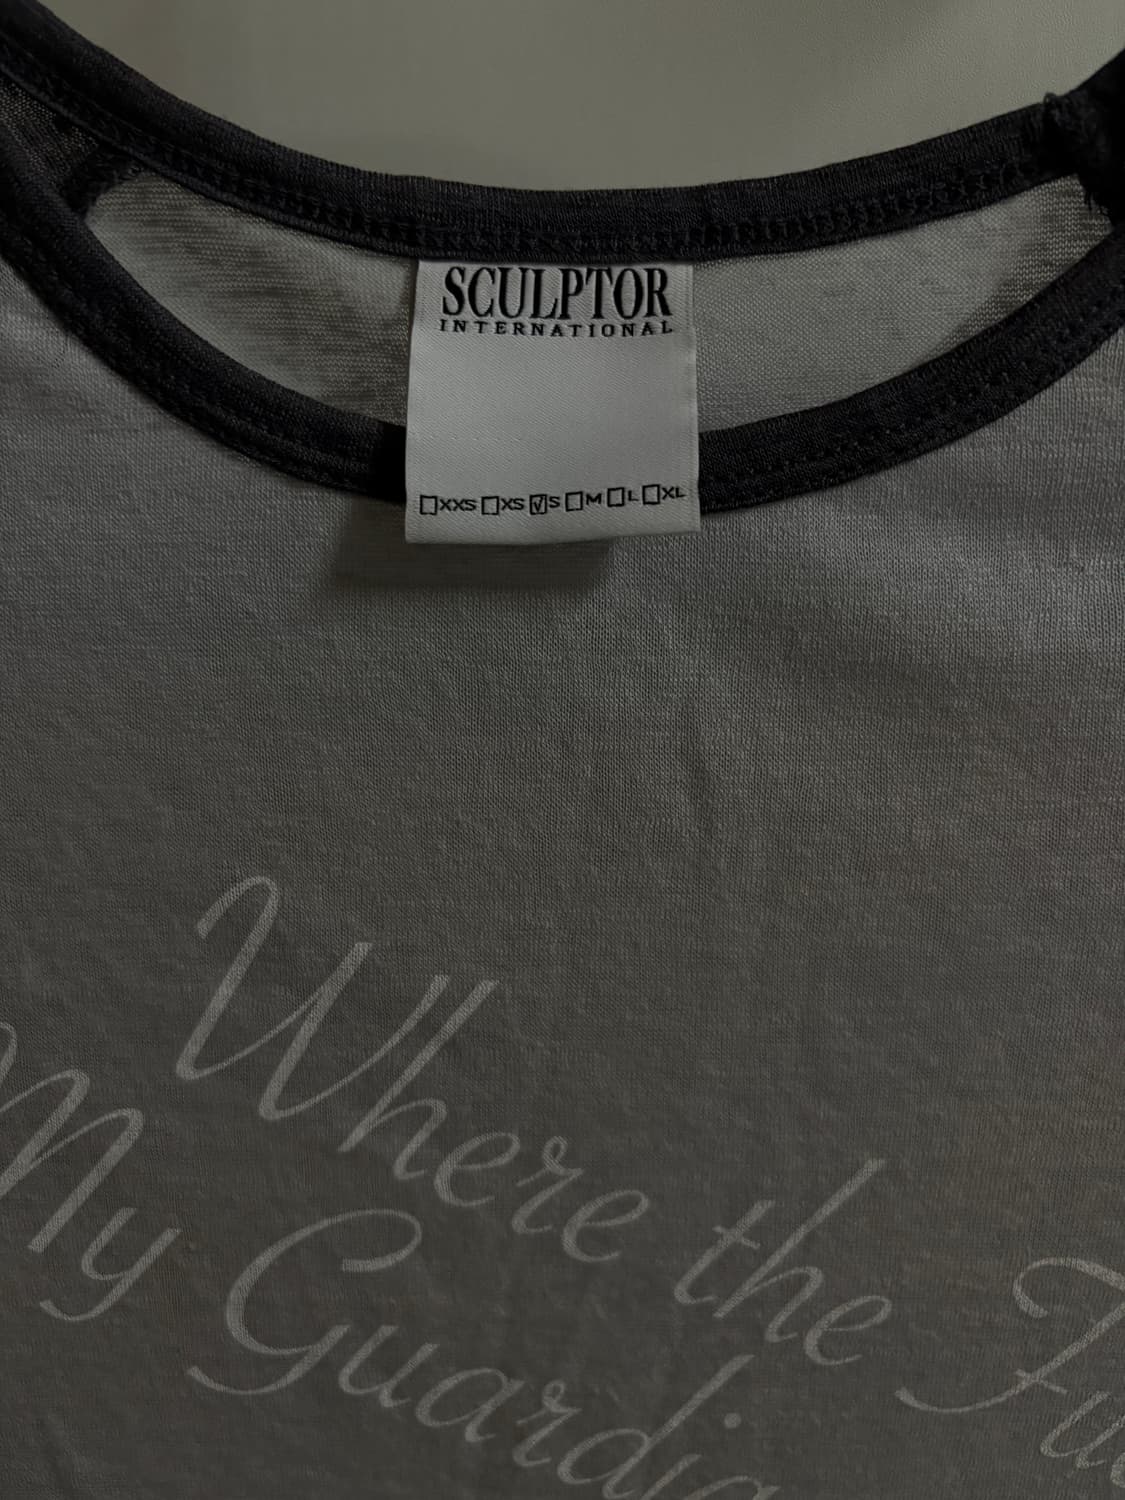 SCULPTOR
INTERNATIONAL
XXS XS S M L XL
Where the
My